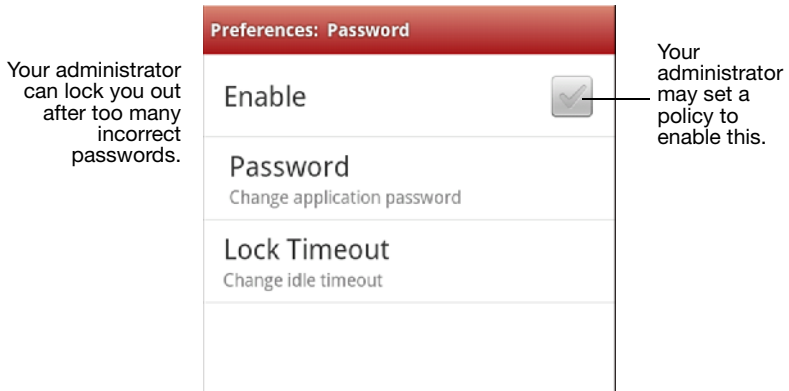 Preferences: Password
Your administrator
can lock you out
after too many
incorrect
passwords.
Enable
Your
administrator
may set a
policy to
enable this.
Password
Change application password
Lock Timeout
Change idle timeout